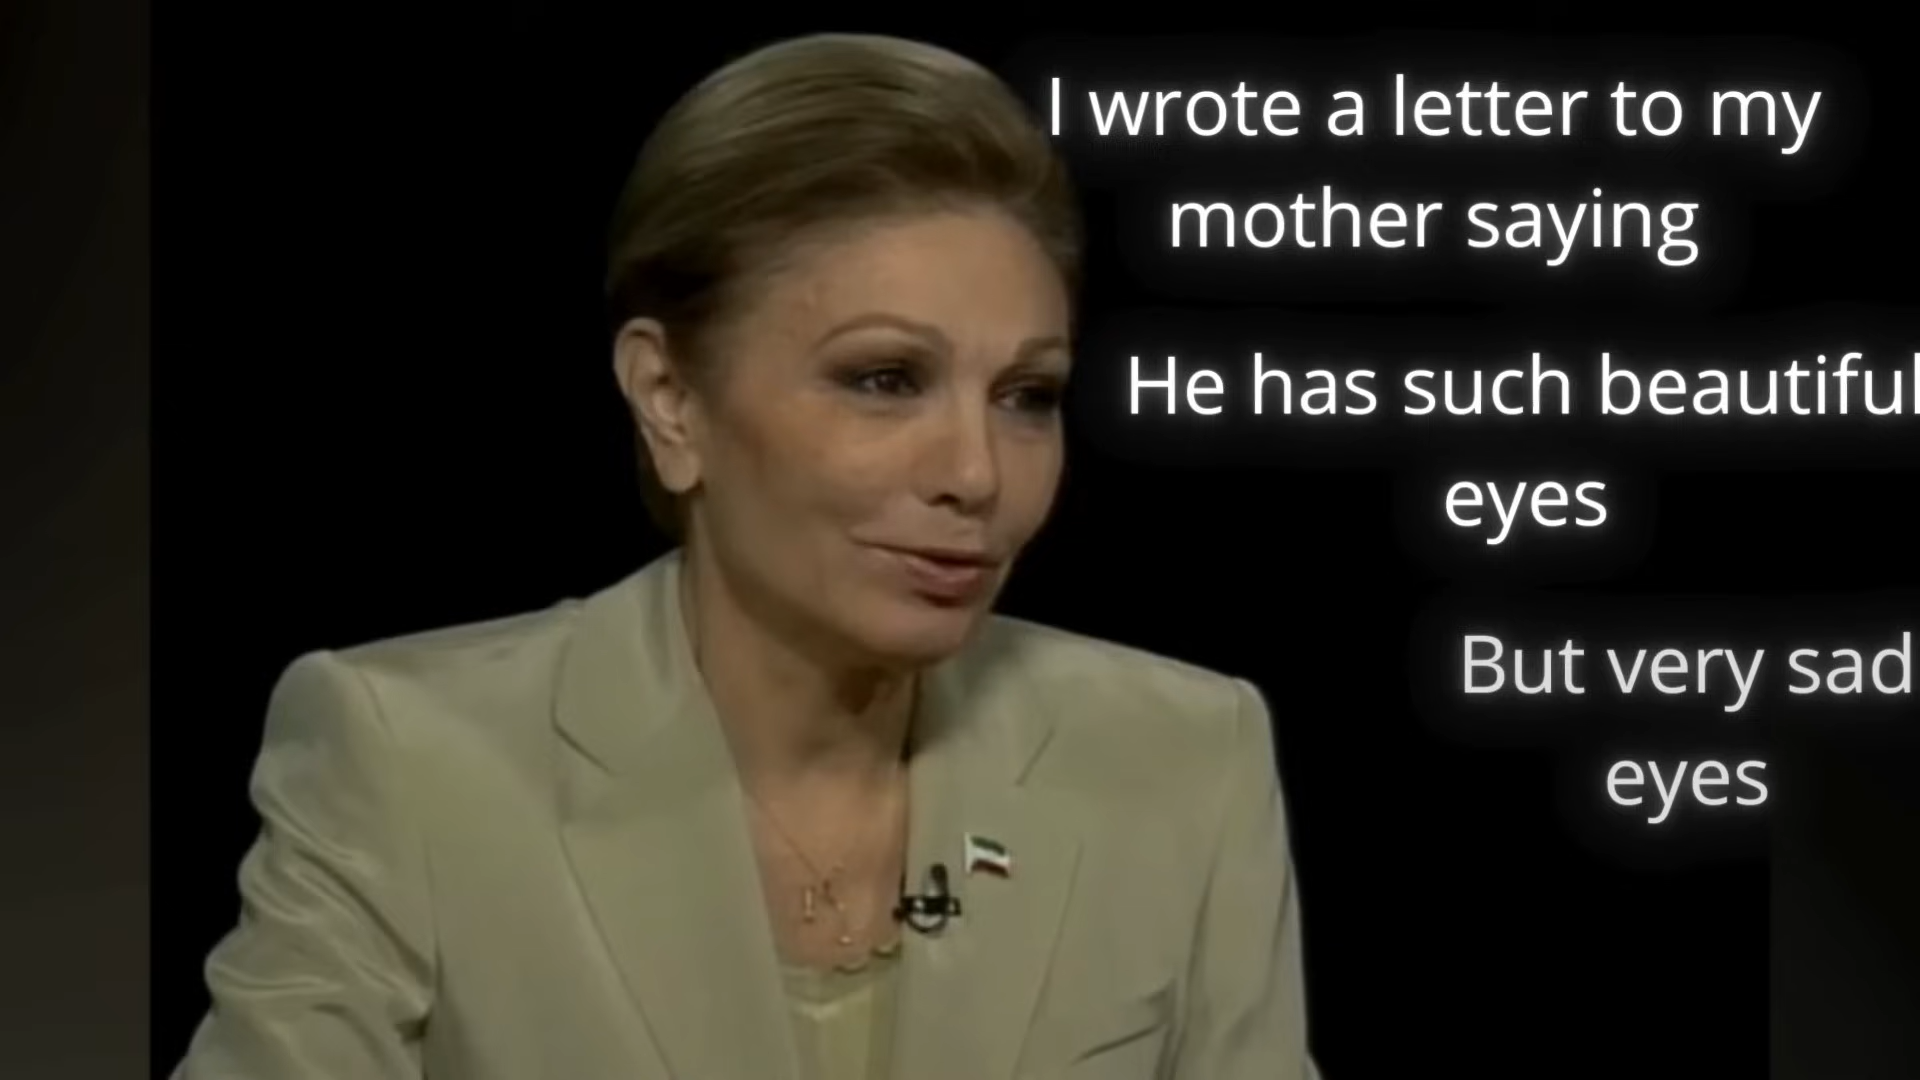 I wrote a letter to my
mother saying
He has such beautiful
eyes
But very sad
eyes